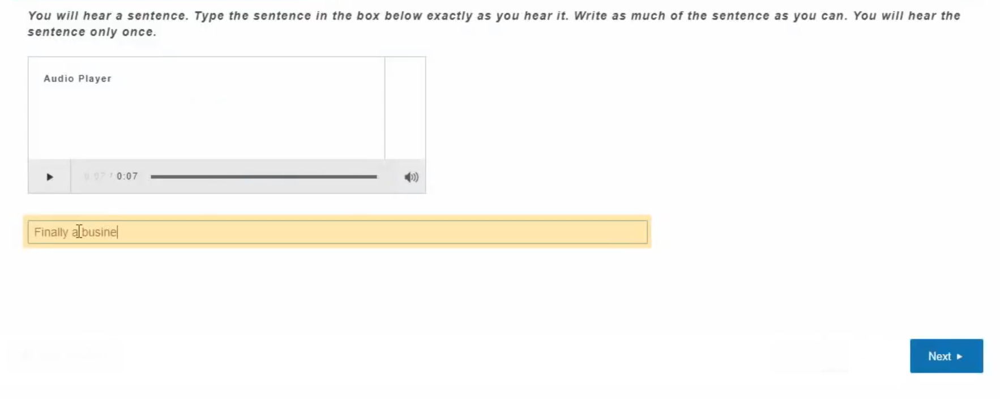 You will hear a sentence. Type the sentence in the box below exactly as you hear it. Write as much of the sentence as you can. You will hear the
sentence only once.
Audio Player
0:07 / 0:07
Finally a busine
Next